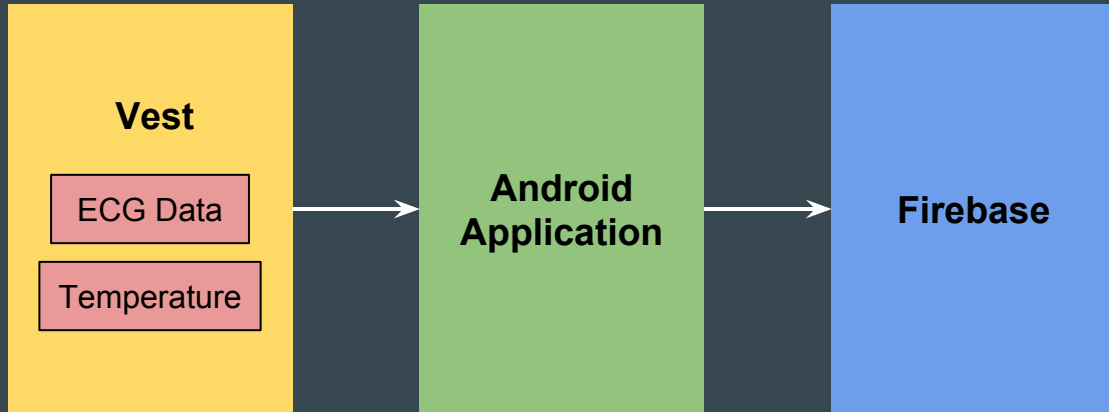 Vest
ECG Data
Temperature
Android
Application
Firebase